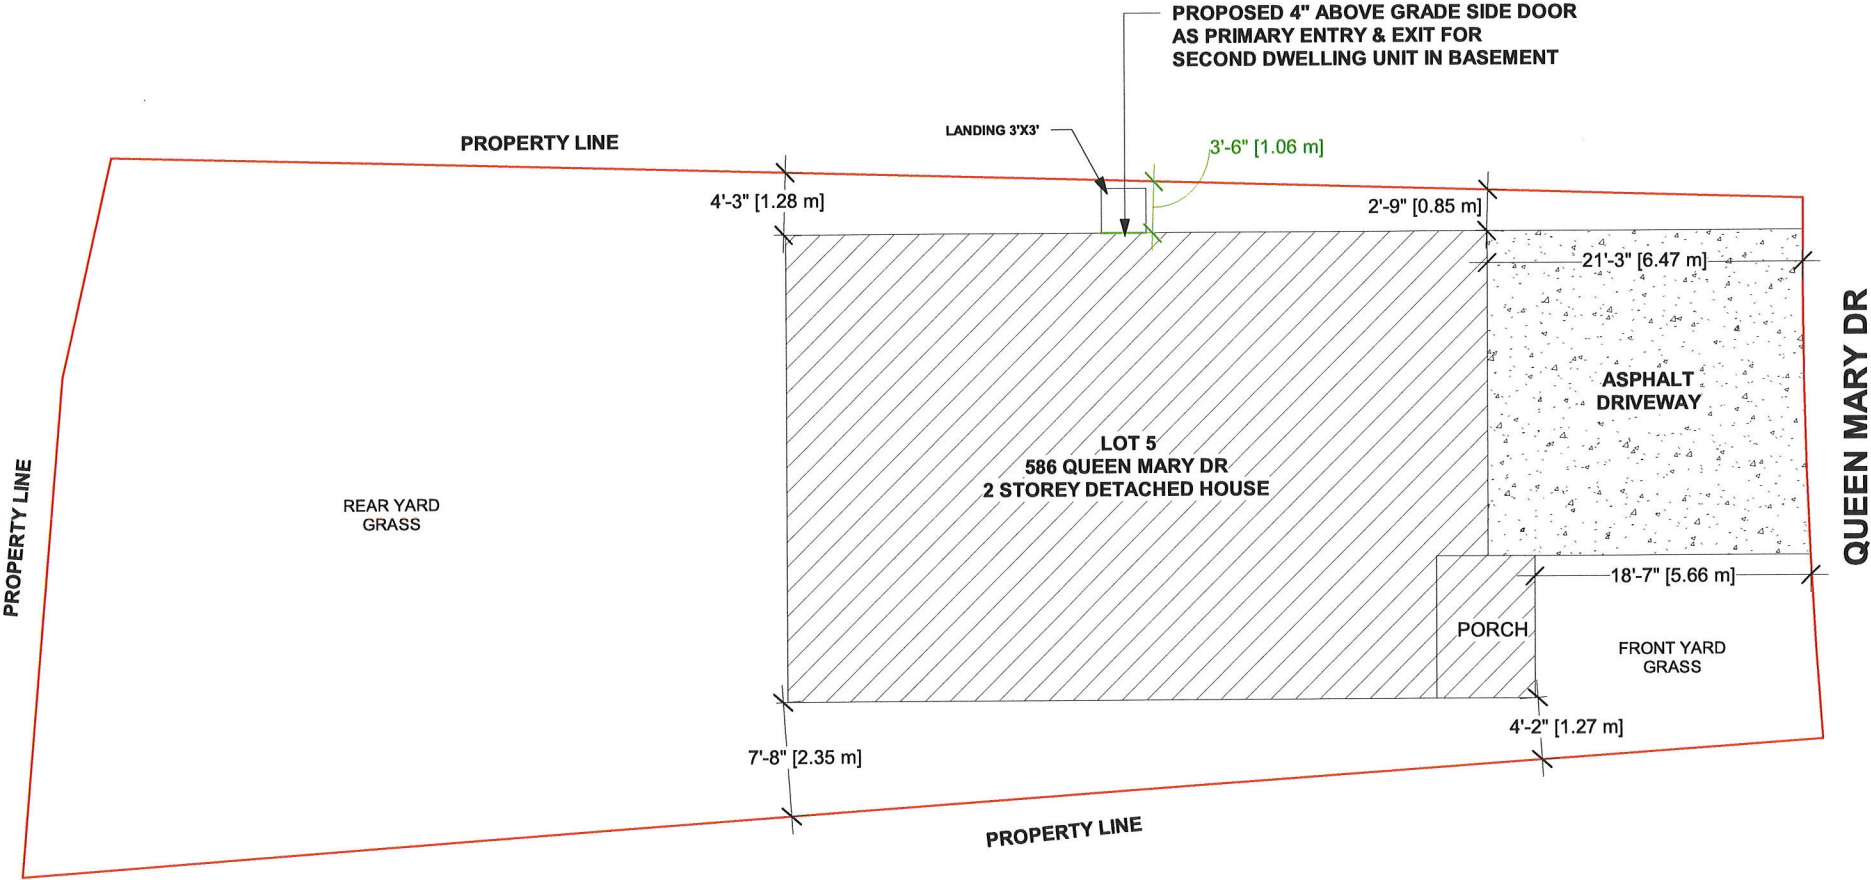 PROPOSED 4" ABOVE GRADE SIDE DOOR
AS PRIMARY ENTRY & EXIT FOR
SECOND DWELLING UNIT IN BASEMENT
LANDING 3'X3'
PROPERTY LINE
3'-6" [1.06 m]
4'-3" [1.28 m]
2'-9" [0.85 m]
21'-3" [6.47 m]
ASPHALT
DRIVEWAY
QUEEN MARY DR
LOT 5
586 QUEEN MARY DR
2 STOREY DETACHED HOUSE
REAR YARD
GRASS
PROPERTY LINE
18'-7" [5.66 m]
PORCH
FRONT YARD
GRASS
4'-2" [1.27 m]
7'-8" [2.35 m]
PROPERTY LINE